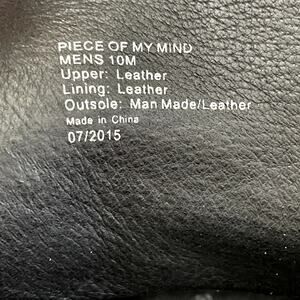 PIECE OF MY MIND
MENS 10M
Upper: Leather
Lining: Leather
Outsole: Man Made/Leather
Made in China
07/2015